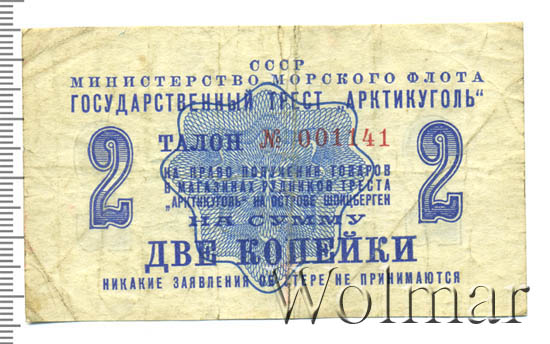 СССР
МИНИСТЕРСТВО МОРСКОГО ФЛОТА
ГОСУДАРСТВЕННЫЙ ТРЕСТ „АРКТИКУГОЛЬ"
2 ТАЛОН № 001141 2
НА ПРАВО ПОЛУЧЕНИЯ ТОВАРОВ
В МАГАЗИНАХ РУДНИКОВ ТРЕСТА
„АРКТИКУГОЛЬ" НА ОСТРОВЕ ШПИЦБЕРГЕН
НА СУММУ
ДВЕ КОПЕЙКИ
НИКАКИЕ ЗАЯВЛЕНИЯ ОБ УТЕРЕ НЕ ПРИНИМАЮТСЯ
Wolmar